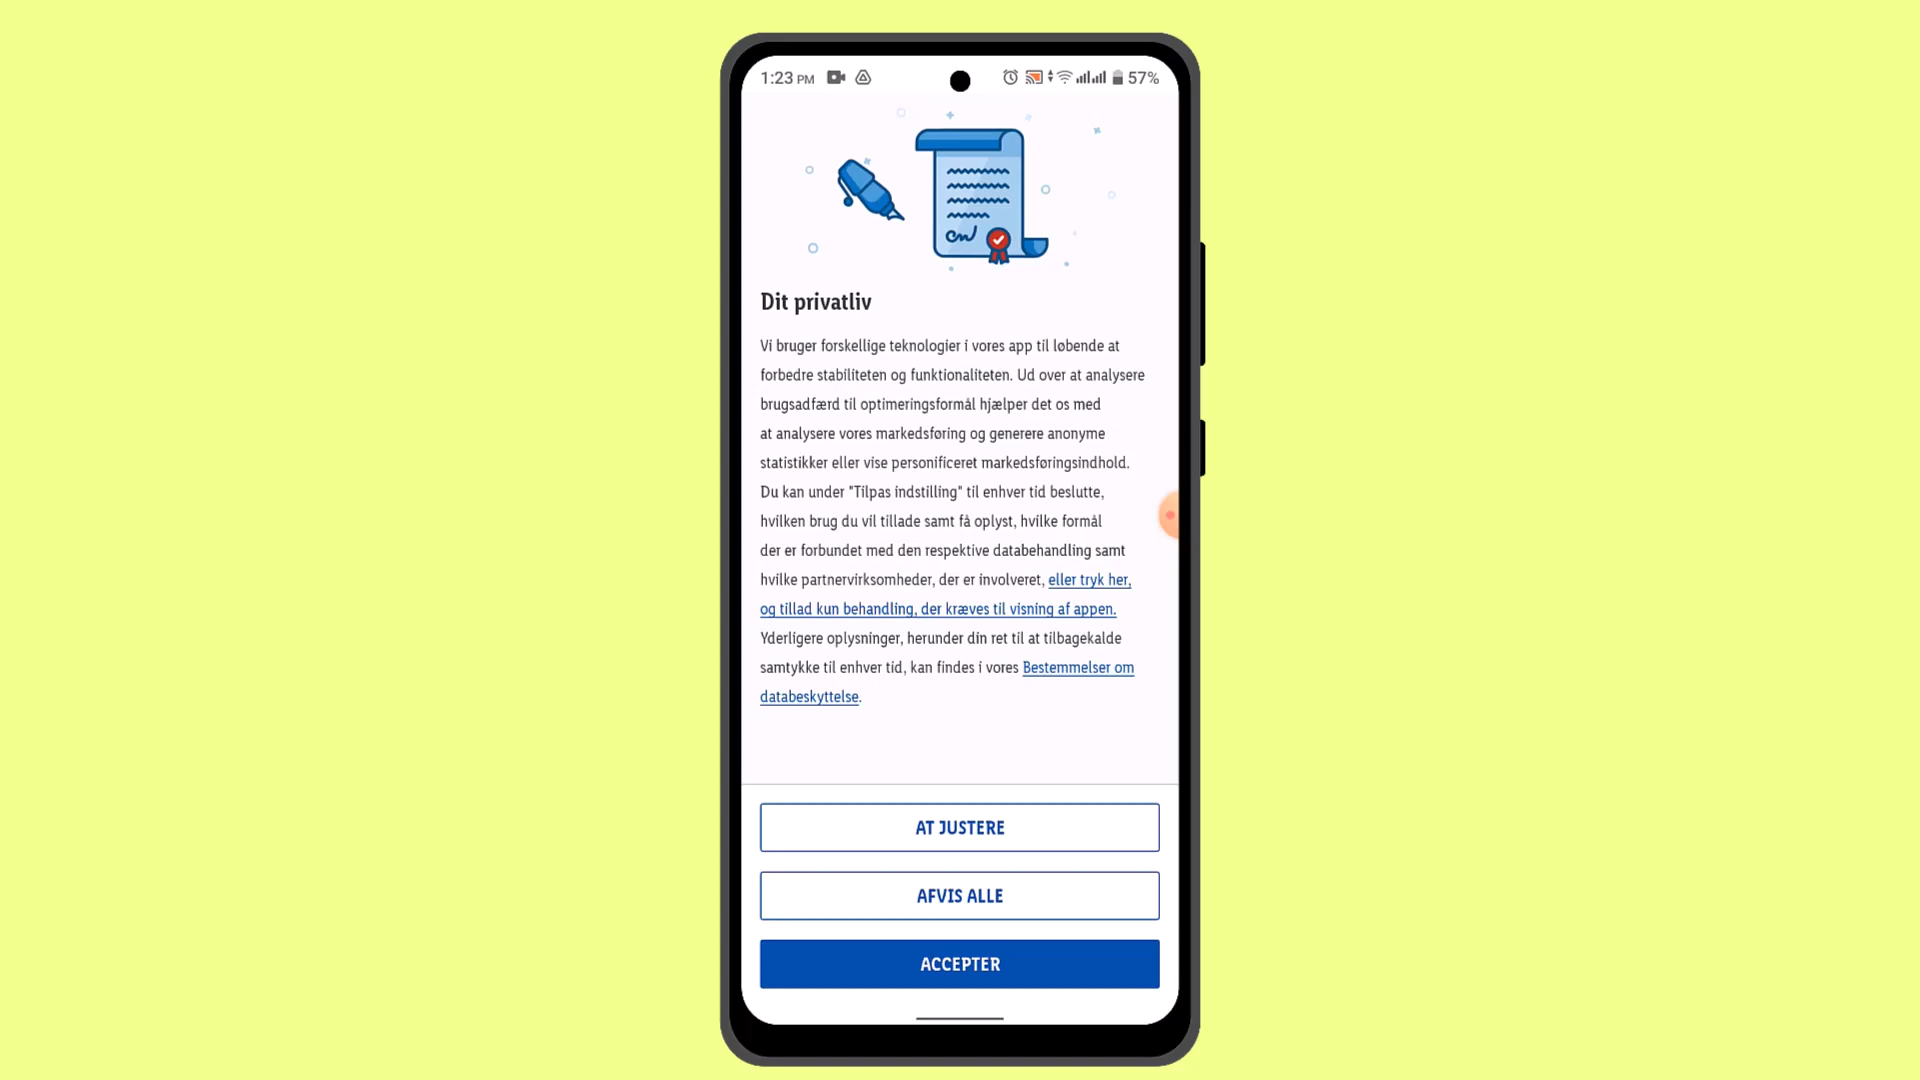 1:23 PM
57%
Dit privatliv
Vi bruger forskellige teknologier i vores app til løbende at
forbedre stabiliteten og funktionaliteten. Ud over at analysere
brugsadfærd til optimeringsformål hjælper det os med
at analysere vores markedsføring og generere anonyme
statistikker eller vise personificeret markedsføringsindhold.
Du kan under "Tilpas indstilling" til enhver tid beslutte,
hvilken brug du vil tillade samt få oplyst, hvilke formål
der er forbundet med den respektive databehandling samt
hvilke partnervirksomheder, der er involveret, eller tryk her,
og tillad kun behandling, der kræves til visning af appen.
Yderligere oplysninger, herunder din ret til at tilbagekalde
samtykke til enhver tid, kan findes i vores Bestemmelser om
databeskyttelse.
AT JUSTERE
AFVIS ALLE
ACCEPTER